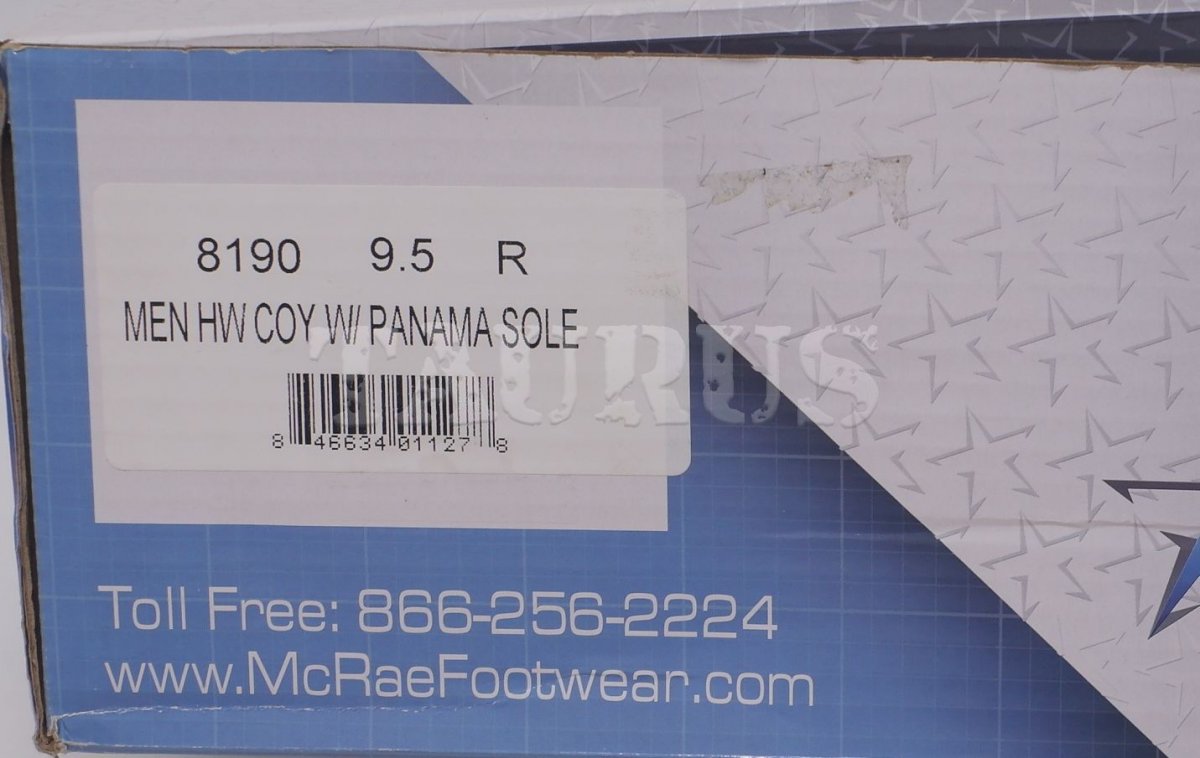 8190 9.5 R
MEN HW COY W/ PANAMA SOLE
TAURUS
8 46634 01127 8
Toll Free: 866-256-2224
www.McRaeFootwear.com